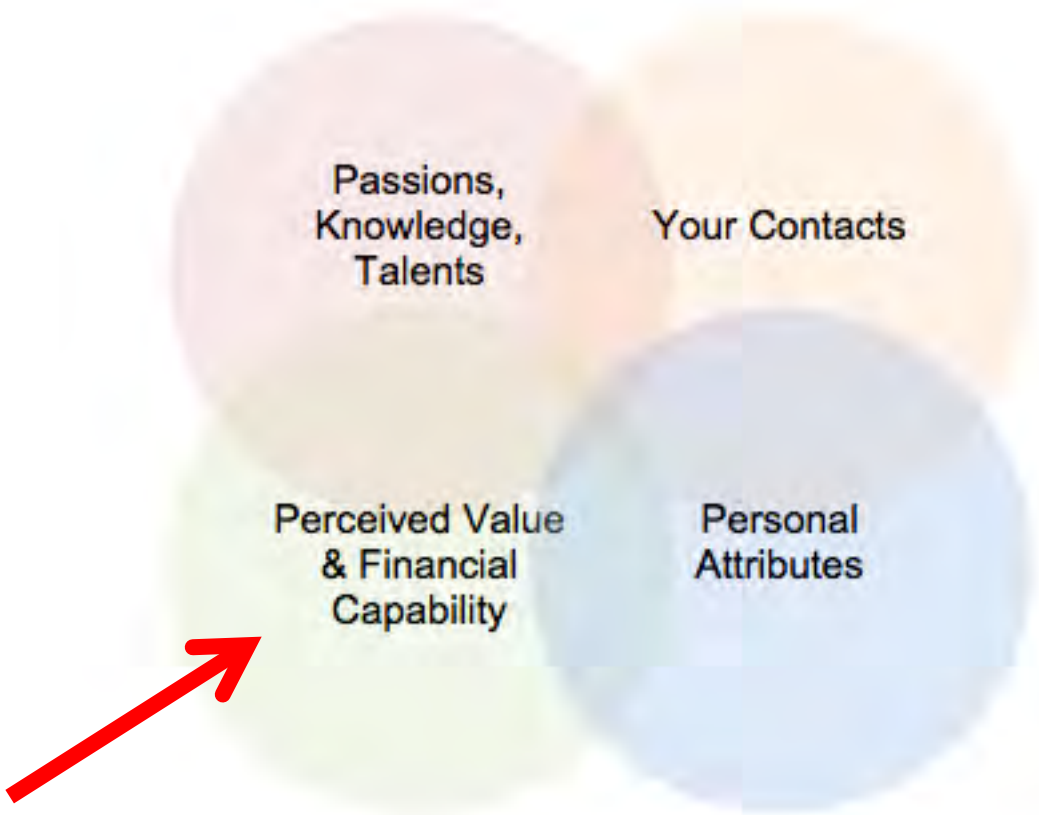 Passions,
Knowledge,
Talents
Your Contacts
Perceived Value
& Financial
Capability
Personal
Attributes